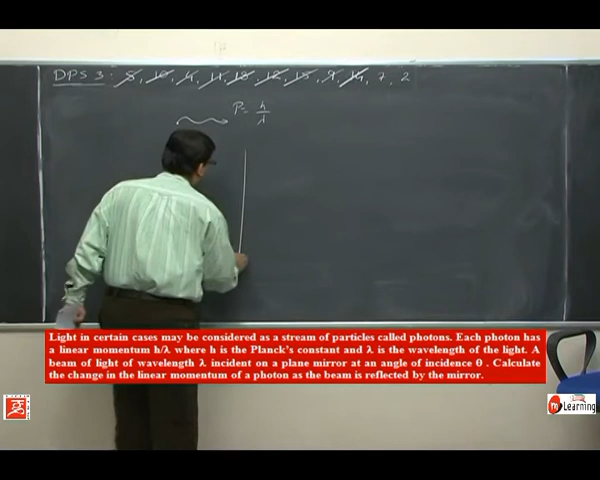 DPS 3: 8, 10, 4, 11, 13, 12, 15, 9, 14, 7, 2
P = h/λ
Light in certain cases may be considered as a stream of particles called photons. Each photon has
a linear momentum h/λ where h is the Planck's constant and λ is the wavelength of the light. A
beam of light of wavelength λ incident on a plane mirror at an angle of incidence θ . Calculate
the change in the linear momentum of a photon as the beam is reflected by the mirror.
m Learning